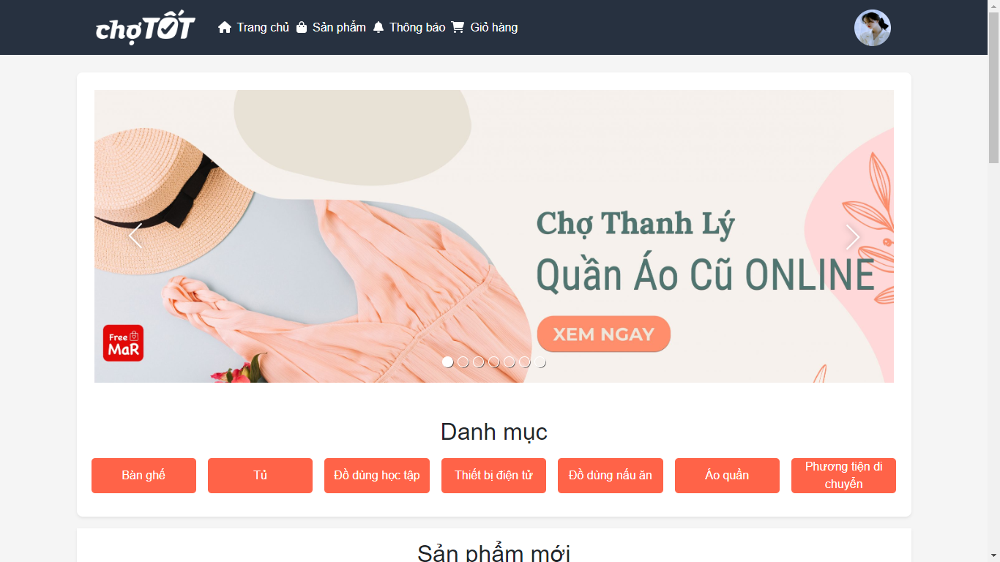 chợTỐT
Trang chủ Sản phẩm Thông báo Giỏ hàng
Chợ Thanh Lý
Quần Áo Cũ ONLINE
XEM NGAY
Free
MaR
Danh mục
Bàn ghế
Tủ
Đồ dùng học tập
Thiết bị điện tử
Đồ dùng nấu ăn
Áo quần
Phương tiện di
chuyển
Sản phẩm mới